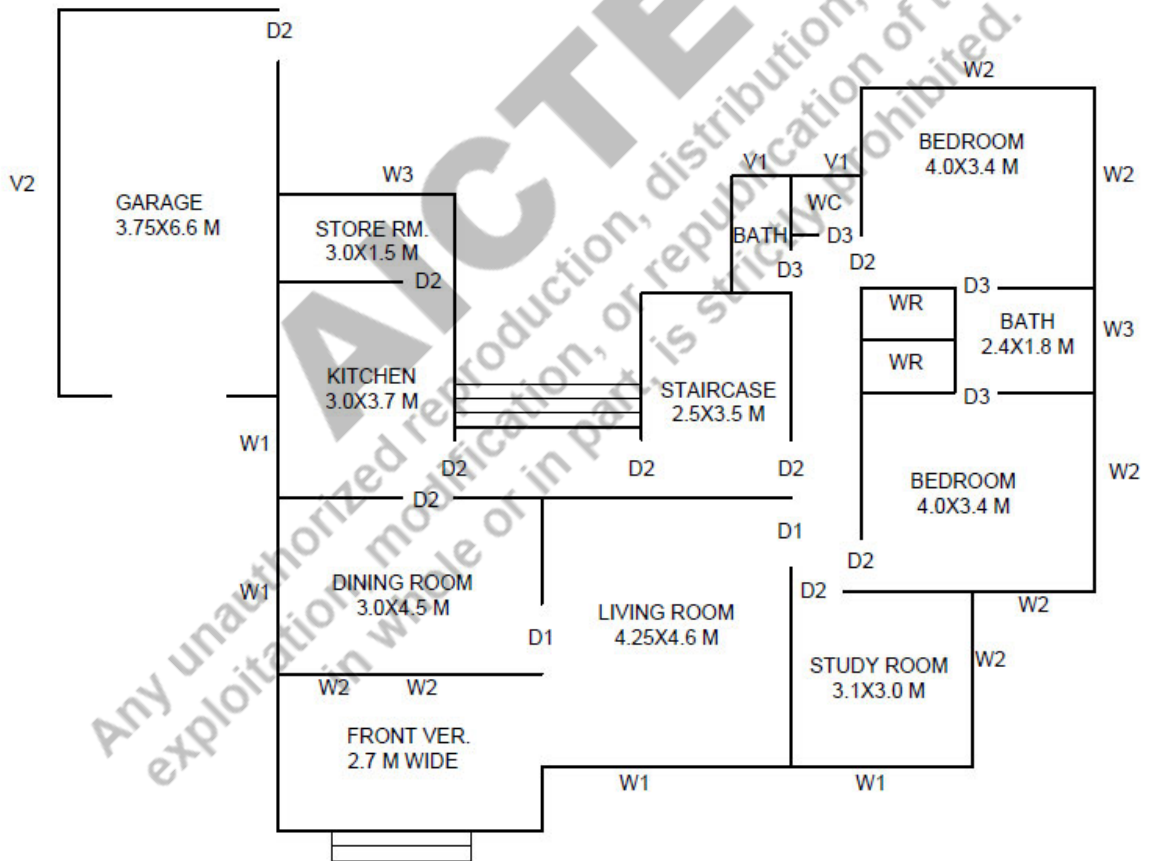 D2
W2
BEDROOM
4.0X3.4 M
V1
V1
W2
V2
W3
GARAGE
3.75X6.6 M
WC
STORE RM.
3.0X1.5 M
BATH
D3
D3
D2
D2
WR
D3
BATH
2.4X1.8 M
W3
WR
KITCHEN
3.0X3.7 M
STAIRCASE
2.5X3.5 M
D3
W1
D2
D2
D2
W2
BEDROOM
4.0X3.4 M
D2
D1
D2
W1
DINING ROOM
3.0X4.5 M
D2
W2
LIVING ROOM
4.25X4.6 M
D1
W2
STUDY ROOM
3.1X3.0 M
W2
W2
FRONT VER.
2.7 M WIDE
W1
W1
AICTE
Any unauthorized reproduction, distribution,
exploitation, modification, or republication of t
in whole or in part, is strictly prohibited.